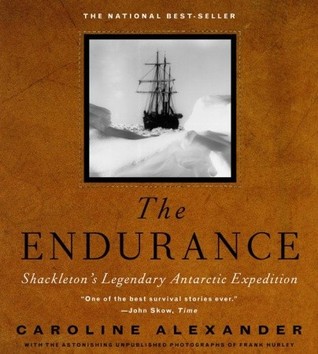 THE NATIONAL BEST-SELLER
The
ENDURANCE
Shackleton's Legendary Antarctic Expedition
"One of the best survival stories ever."
—John Skow, Time
CAROLINE ALEXANDER
WITH THE ASTONISHING UNPUBLISHED PHOTOGRAPHS OF FRANK HURLEY